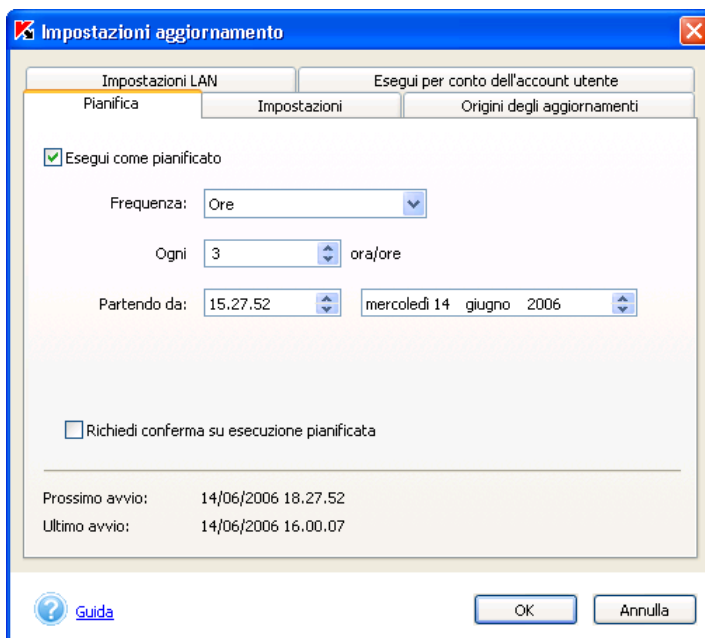 Impostazioni aggiornamento
Impostazioni LAN Esegui per conto dell'account utente
Pianifica Impostazioni Origini degli aggiornamenti
Esegui come pianificato
Frequenza: Ore
Ogni 3 ora/ore
Partendo da: 15.27.52 mercoledì 14 giugno 2006
Richiedi conferma su esecuzione pianificata
Prossimo avvio: 14/06/2006 18.27.52
Ultimo avvio: 14/06/2006 16.00.07
Guida OK Annulla